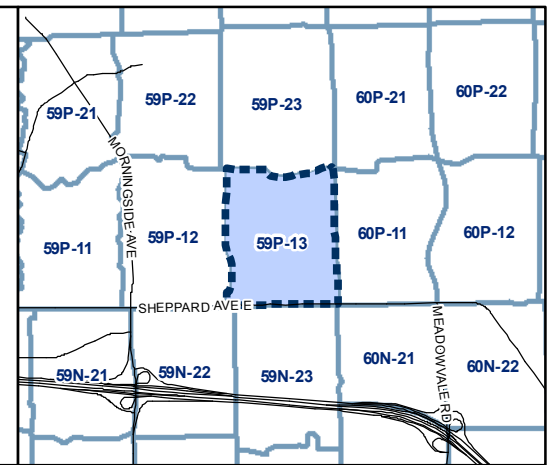 59P-21
59P-22
59P-23
60P-21
60P-22
MORNINGSIDE AVE
59P-11
59P-12
59P-13
60P-11
60P-12
SHEPPARD AVE E
MEADOWVALE RD
59N-21
59N-22
59N-23
60N-21
60N-22